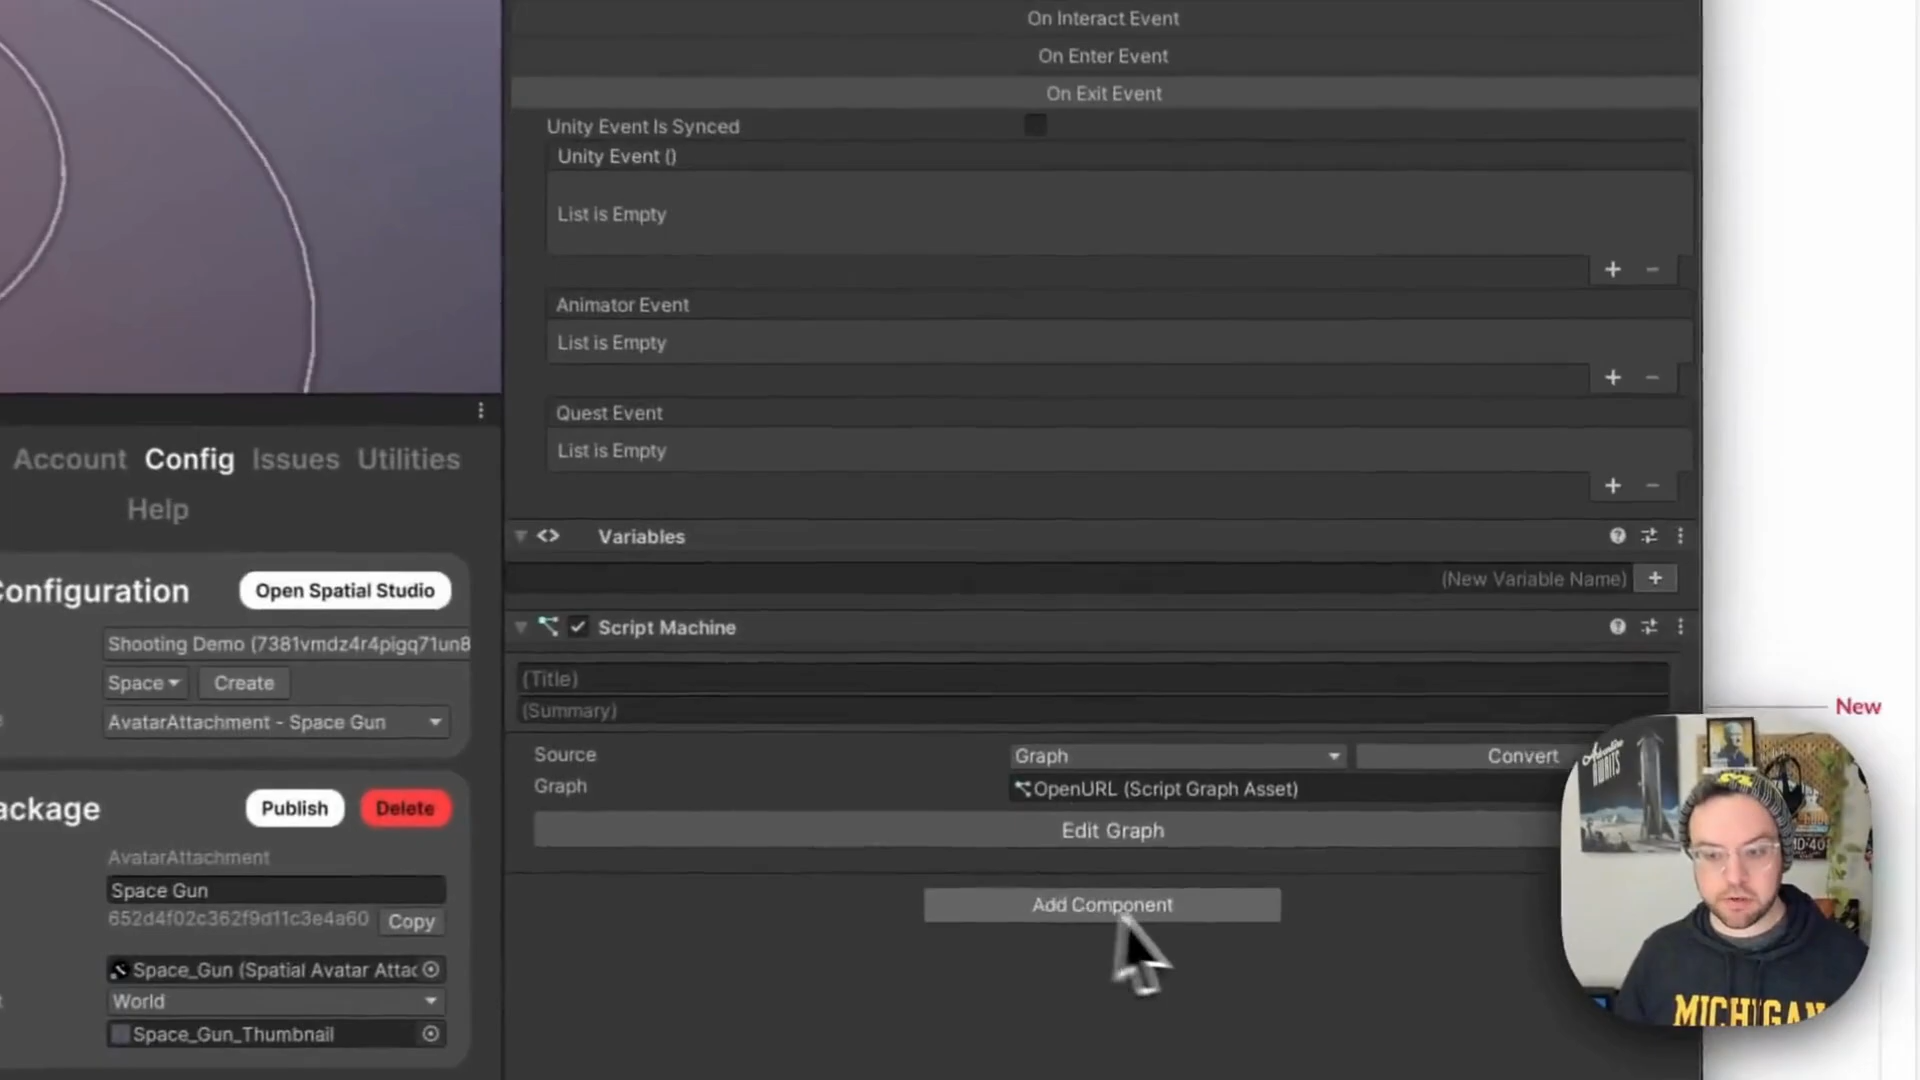 On Interact Event
On Enter Event
On Exit Event
Unity Event Is Synced
Unity Event ()
List is Empty
+ −
Animator Event
List is Empty
+ −
Quest Event
List is Empty
+ −
Variables
(New Variable Name) +
Script Machine
(Title)
(Summary)
Source Graph Convert
Graph OpenURL (Script Graph Asset)
Edit Graph
Add Component
Account Config Issues Utilities
Help
onfiguration Open Spatial Studio
Shooting Demo (7381vmdz4r4pigq71un8
Space Create
AvatarAttachment - Space Gun
ackage Publish Delete
AvatarAttachment
Space Gun
652d4f02c362f9d11c3e4a60 Copy
Space_Gun (Spatial Avatar Attac
World
Space_Gun_Thumbnail
New
AWAITS
MICHIGAN